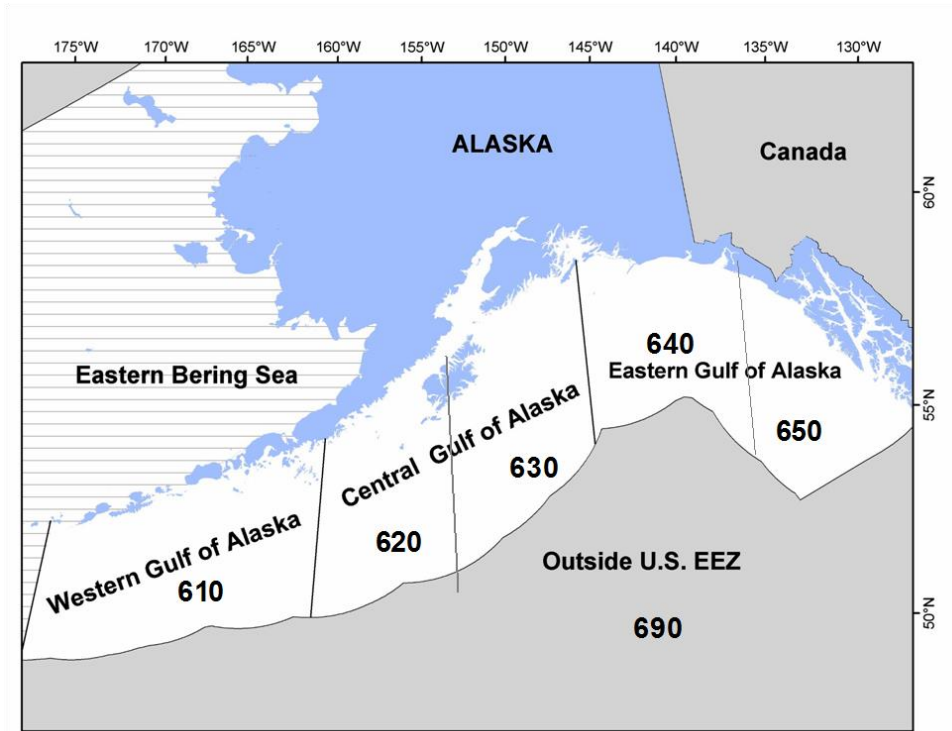 175°W 170°W 165°W 160°W 155°W 150°W 145°W 140°W 135°W 130°W
ALASKA
Canada
60°N
640
Eastern Bering Sea
Eastern Gulf of Alaska
55°N
650
Central Gulf of Alaska
630
620
Western Gulf of Alaska
610
Outside U.S. EEZ
50°N
690